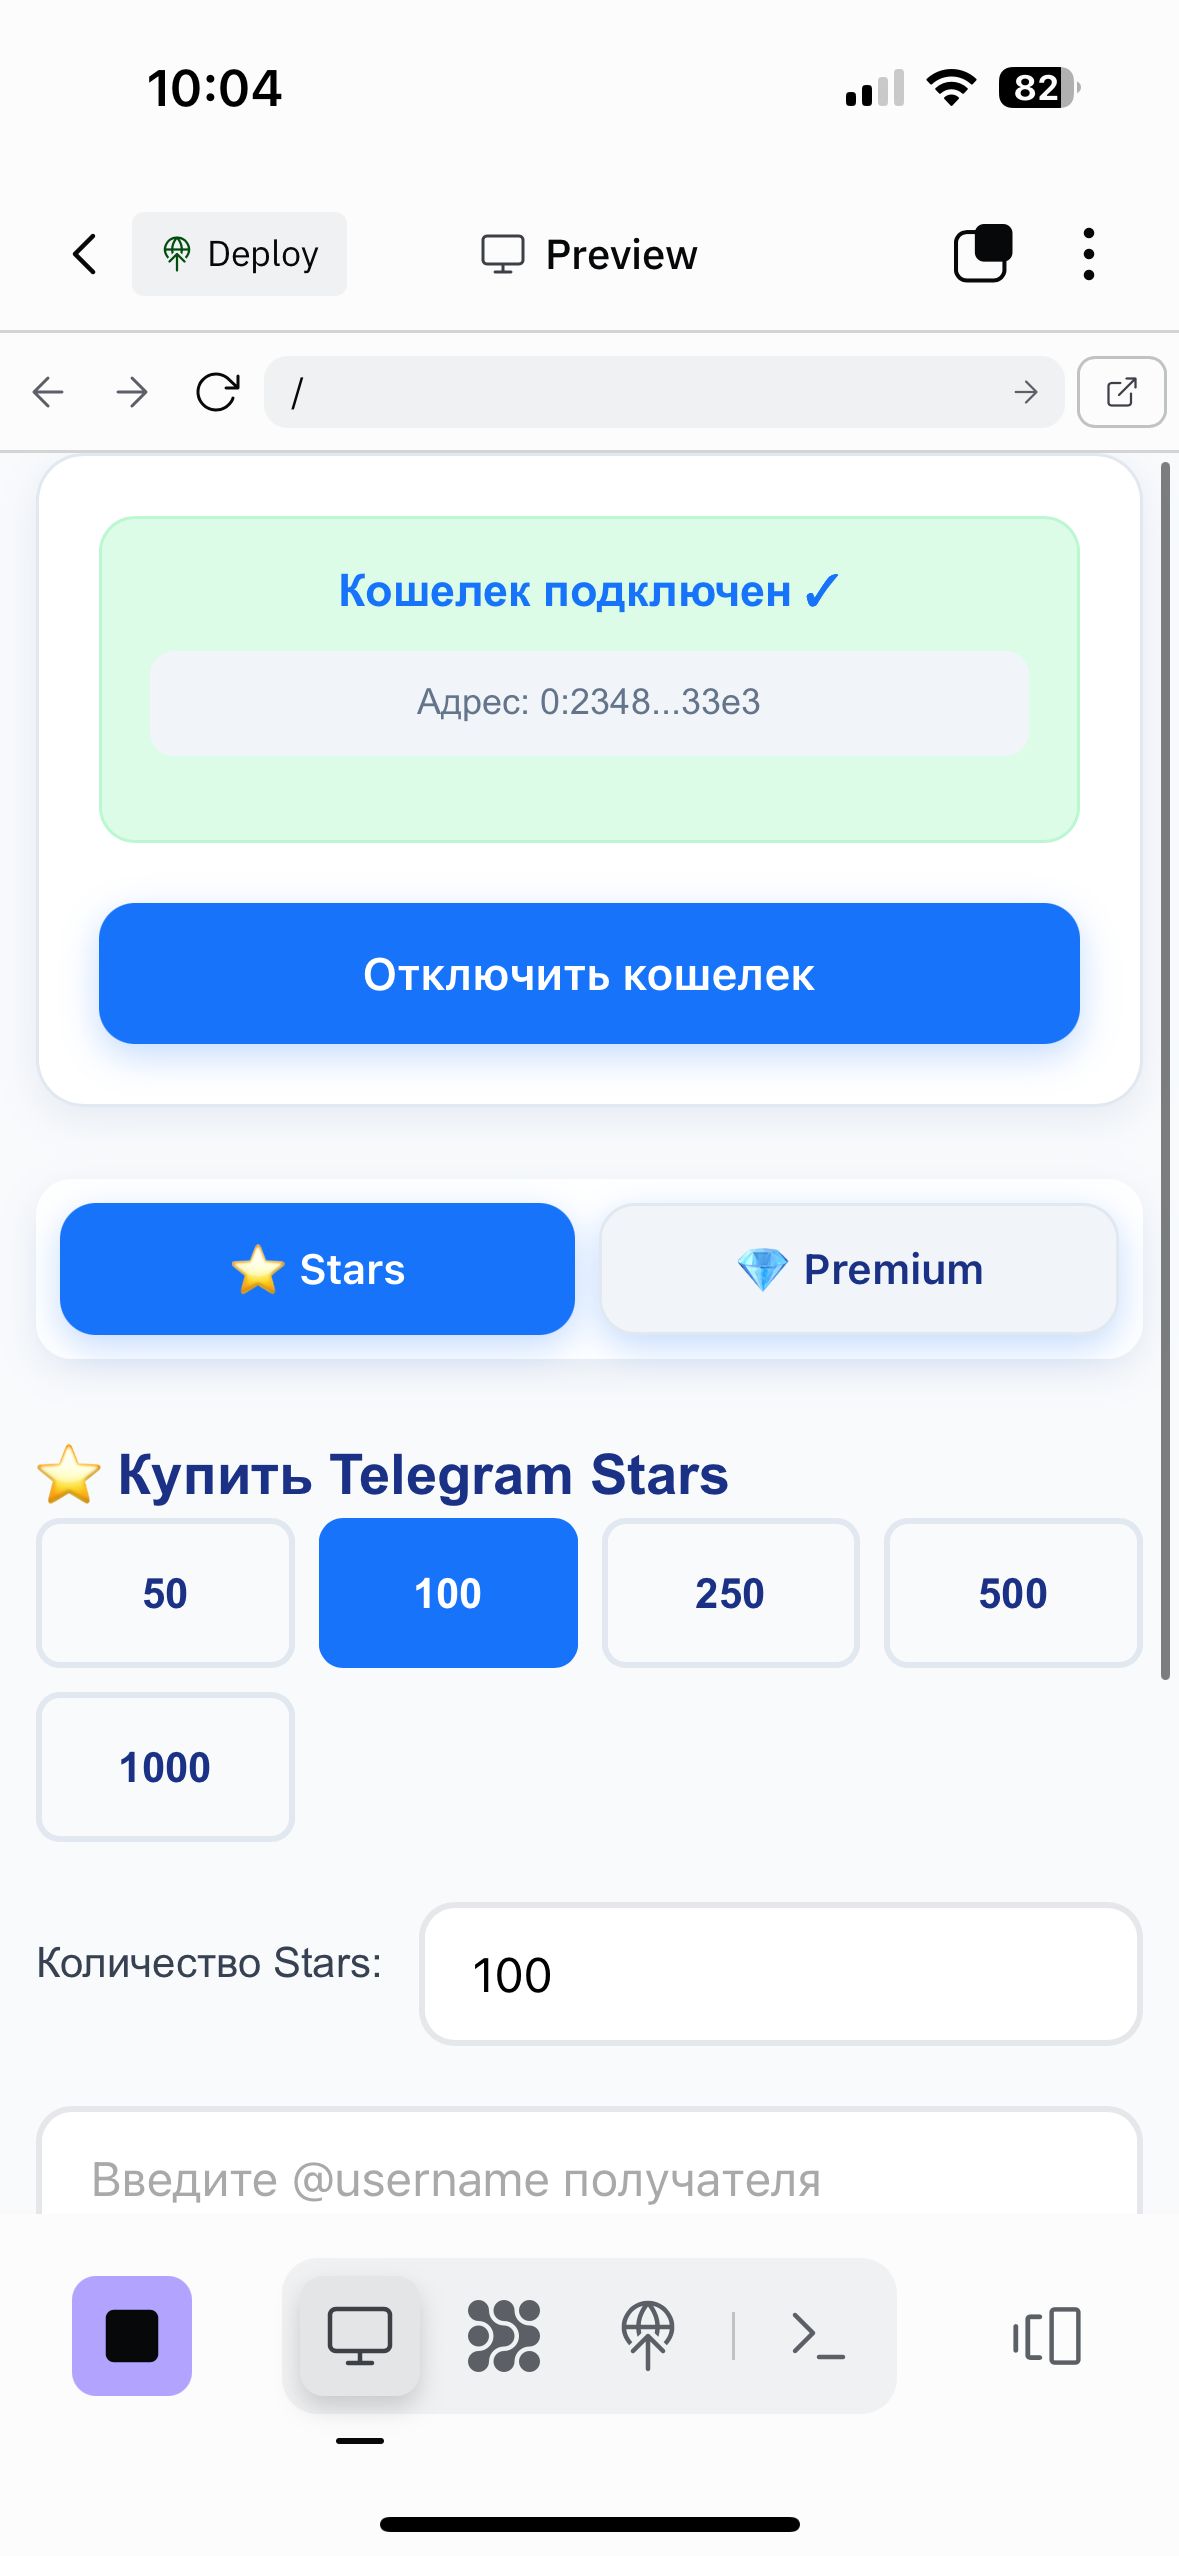 10:04
82
Deploy
Preview
/
Кошелек подключен ✓
Адрес: 0:2348...33e3
Отключить кошелек
⭐ Stars
💎 Premium
⭐ Купить Telegram Stars
50
100
250
500
1000
Количество Stars:
100
Введите @username получателя